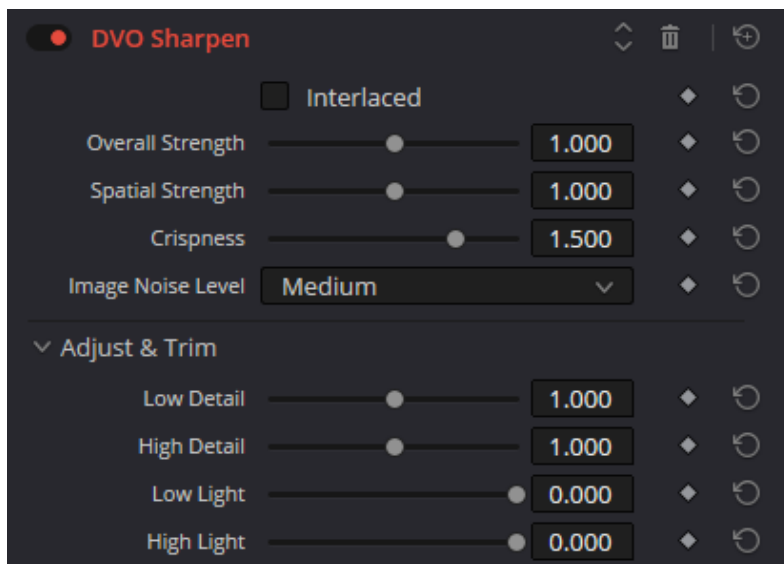 DVO Sharpen
Interlaced
Overall Strength 1.000
Spatial Strength 1.000
Crispness 1.500
Image Noise Level Medium
Adjust & Trim
Low Detail 1.000
High Detail 1.000
Low Light 0.000
High Light 0.000